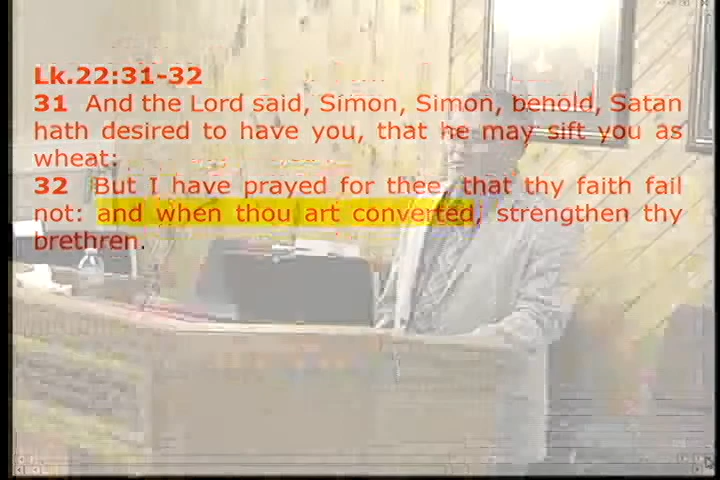 Lk.22:31-32
31 And the Lord said, Simon, Simon, behold, Satan
hath desired to have you, that he may sift you as
wheat:
32 But I have prayed for thee, that thy faith fail
not: and when thou art converted, strengthen thy
brethren.